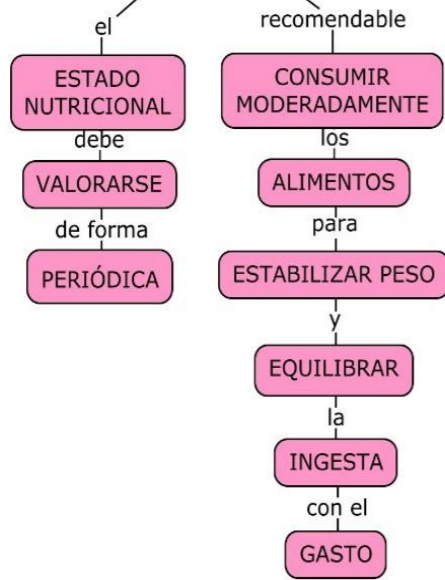 el
ESTADO
NUTRICIONAL
debe
VALORARSE
de forma
PERIÓDICA
recomendable
CONSUMIR
MODERADAMENTE
los
ALIMENTOS
para
ESTABILIZAR PESO
y
EQUILIBRAR
la
INGESTA
con el
GASTO